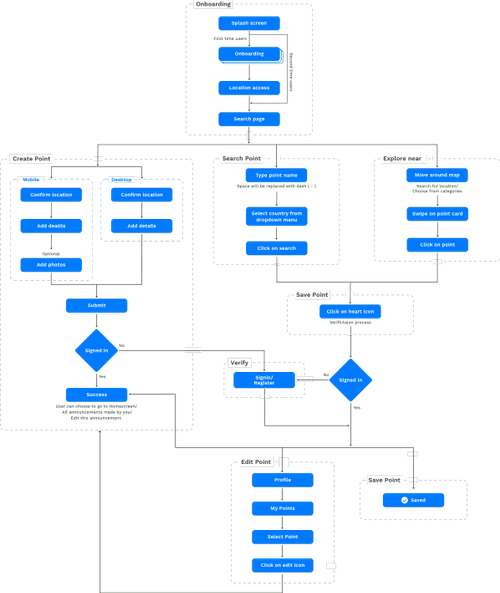 Onboarding
Splash screen
First time users
Onboarding
Second time users
Location access
Search page
Create Point
Mobile
Confirm location
Add deatils
Optional
Add photos
Desktop
Confirm location
Add details
Submit
Signed in
No
Yes
Success
User can choose to go to Homescreen/
All announcements made by you/
Edit this announcement.
Search Point
Type point name
Space will be replaced with dash ( - )
Select country from
dropdown menu
Click on search
Explore near
Move around map
Search for location/
Choose from categories
Swipe on point card
Click on point
Save Point
Click on heart icon
process
Verify
Signin/
Register
No
Signed in
Yes
Edit Point
Profile
My Points
Select Point
Click on edit icon
Save Point
Saved